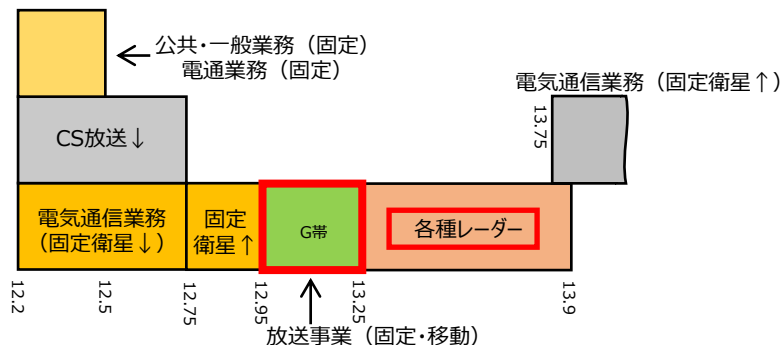 公共・一般業務（固定）
電通業務（固定）
電気通信業務（固定衛星↑）
13.75
CS放送↓
電気通信業務
（固定衛星↓）
固定
衛星↑
G帯
各種レーダー
12.2
12.5
12.75
12.95
13.25
13.9
放送事業（固定・移動）